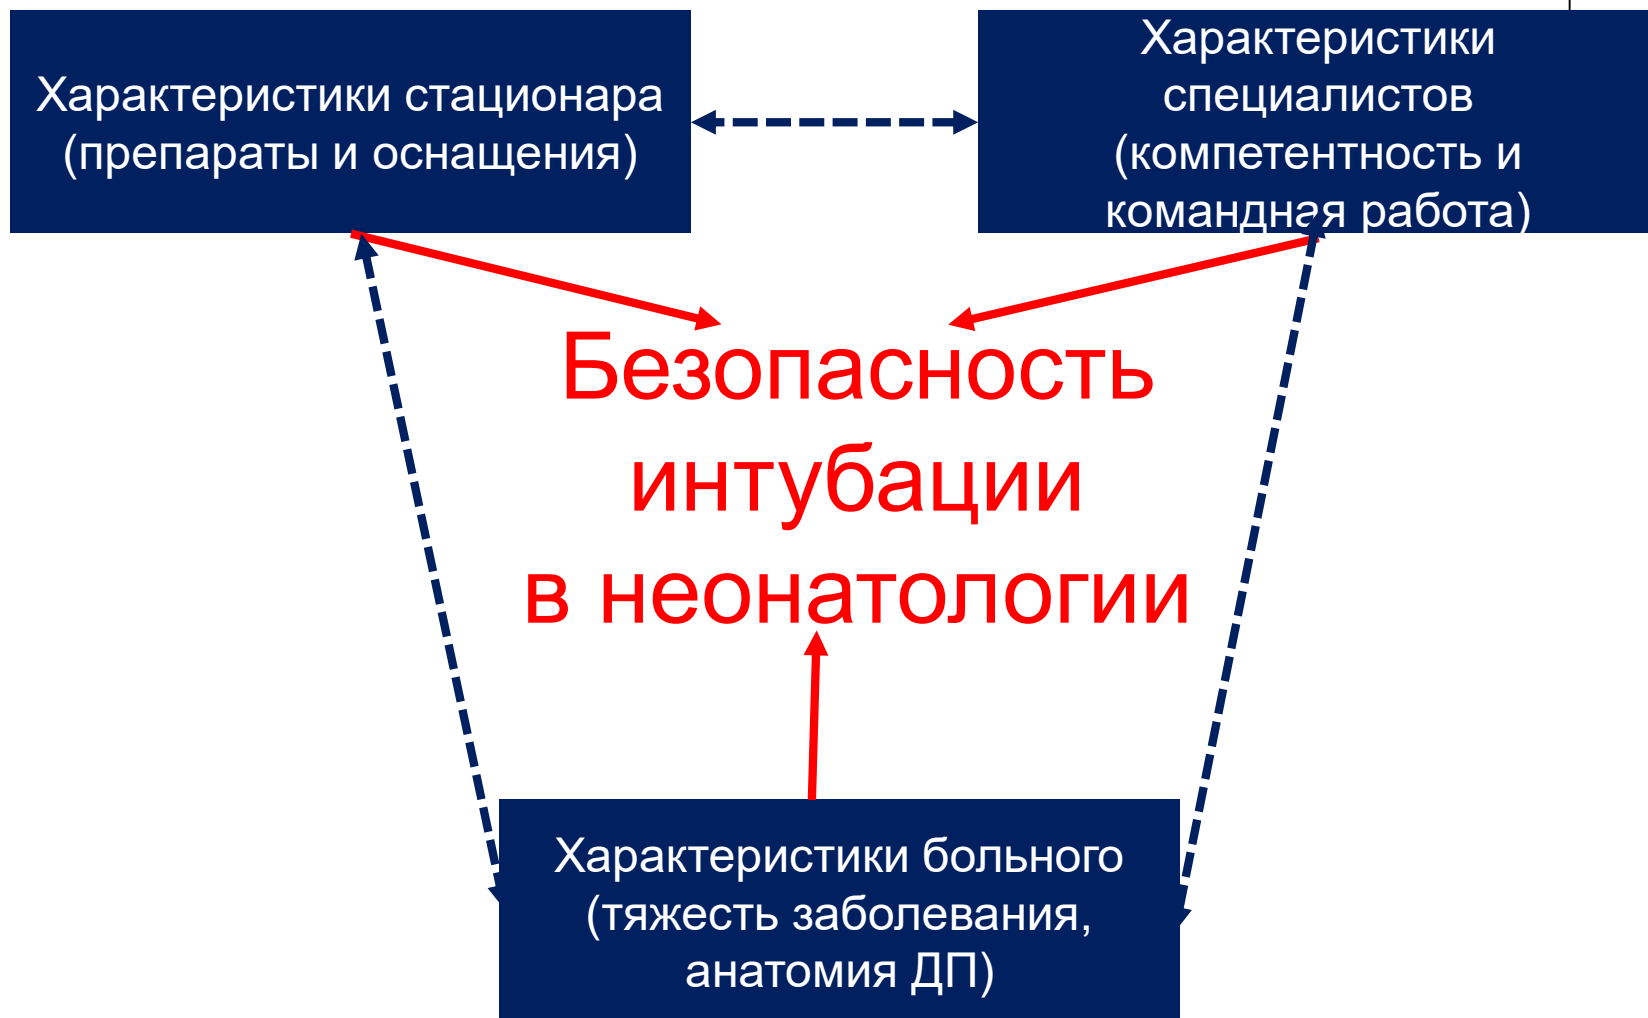 Характеристики стационара
(препараты и оснащения)
Характеристики
специалистов
(компетентность и
командная работа)
Безопасность
интубации
в неонатологии
Характеристики больного
(тяжесть заболевания,
анатомия ДП)